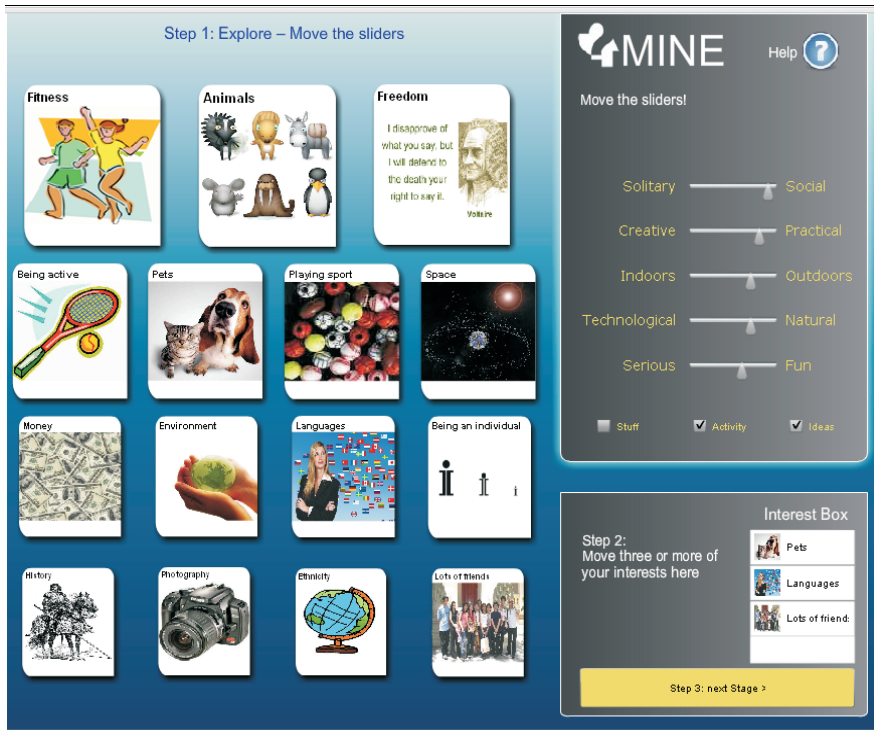 Step 1: Explore – Move the sliders
Fitness
Animals
Freedom
I disapprove of
what you say, but
I will defend to
the death your
right to say it.
Voltaire
Being active
Pets
Playing sport
Space
Money
Environment
Languages
Being an individual
i i i
History
Photography
Ethnicity
Lots of friends
MINE
Help ?
Move the sliders!
Solitary Social
Creative Practical
Indoors Outdoors
Technological Natural
Serious Fun
Stuff Activity Ideas
Interest Box
Step 2:
Move three or more of
your interests here
Pets
Languages
Lots of friend:
Step 3: next Stage >